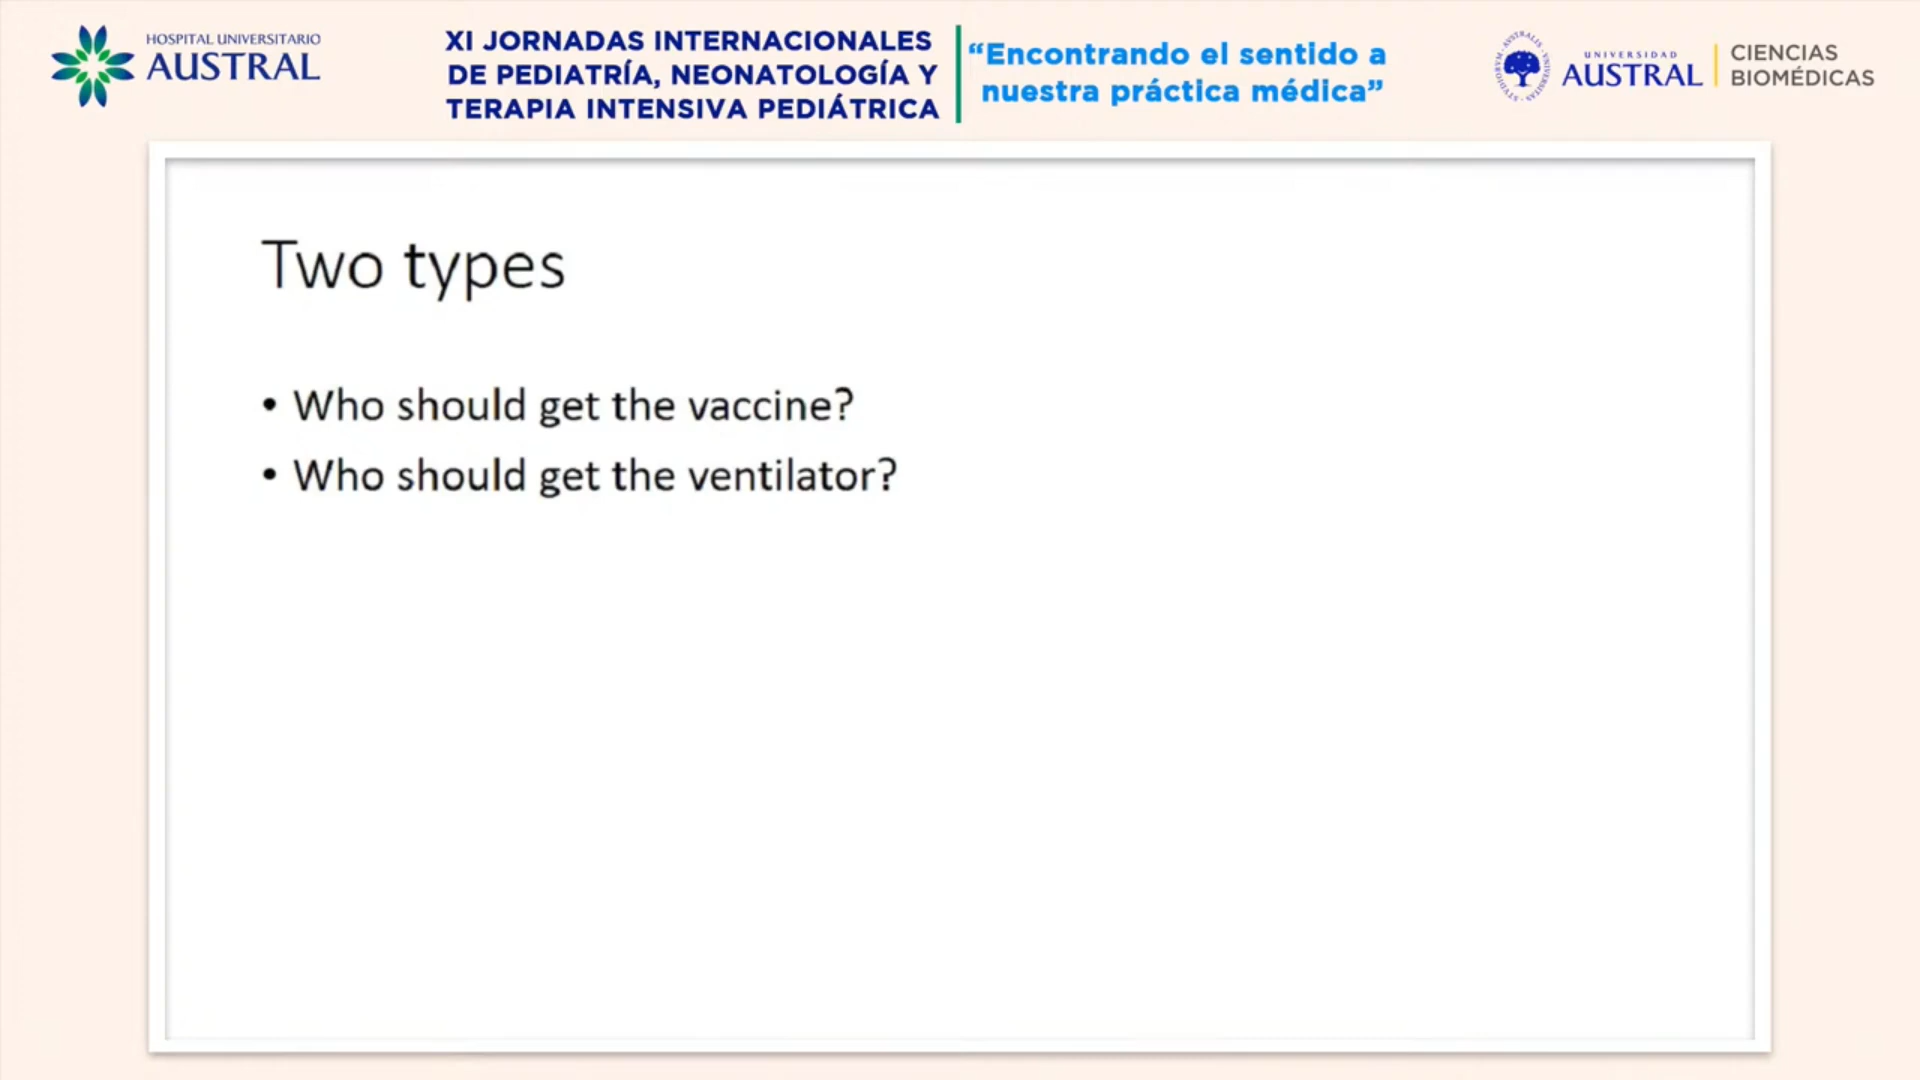 HOSPITAL UNIVERSITARIO
AUSTRAL
XI JORNADAS INTERNACIONALES
DE PEDIATRÍA, NEONATOLOGÍA Y
TERAPIA INTENSIVA PEDIÁTRICA
“Encontrando el sentido a
nuestra práctica médica”
UNIVERSIDAD
AUSTRAL
CIENCIAS
BIOMÉDICAS
Two types
• Who should get the vaccine?
• Who should get the ventilator?